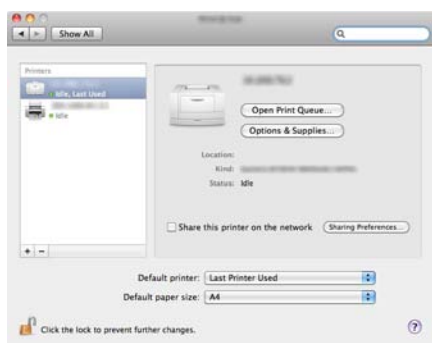 Show All
Printers
Idle, Last Used
Idle
Open Print Queue...
Options & Supplies...
Location:
Kind:
Status: Idle
Share this printer on the network Sharing Preferences...
+ −
Default printer: Last Printer Used
Default paper size: A4
Click the lock to prevent further changes.
?